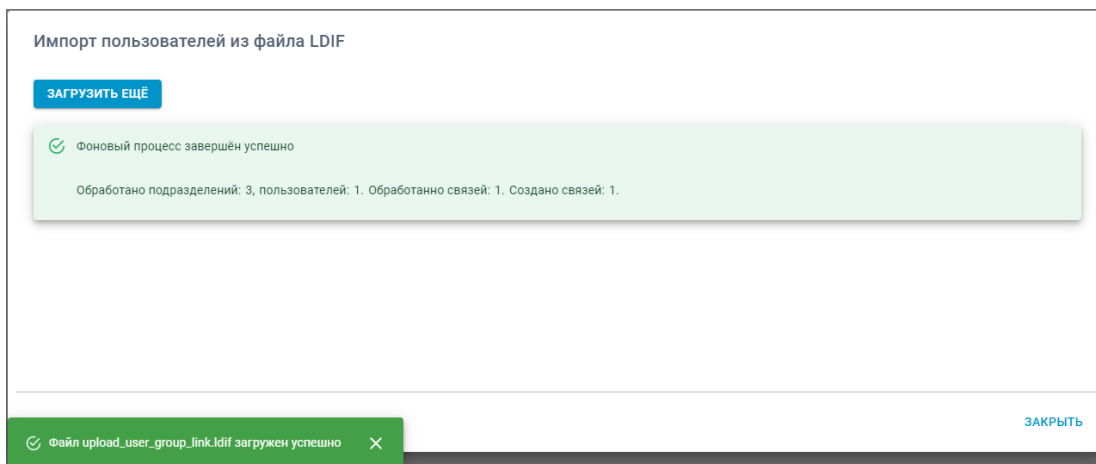 Импорт пользователей из файла LDIF
ЗАГРУЗИТЬ ЕЩЁ
Фоновый процесс завершён успешно
Обработано подразделений: 3, пользователей: 1. Обработанно связей: 1. Создано связей: 1.
ЗАКРЫТЬ
Файл upload_user_group_link.ldif загружен успешно